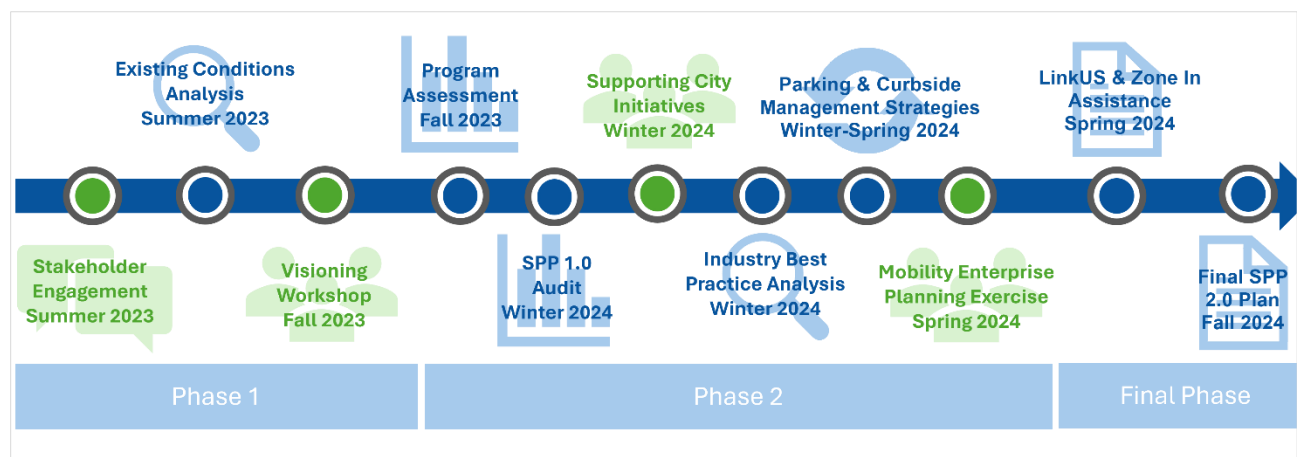 Existing Conditions
Analysis
Summer 2023
Program
Assessment
Fall 2023
Supporting City
Initiatives
Winter 2024
Parking & Curbside
Management Strategies
Winter-Spring 2024
LinkUS & Zone In
Assistance
Spring 2024
Stakeholder
Engagement
Summer 2023
Visioning
Workshop
Fall 2023
SPP 1.0
Audit
Winter 2024
Industry Best
Practice Analysis
Winter 2024
Mobility Enterprise
Planning Exercise
Spring 2024
Final SPP
2.0 Plan
Fall 2024
Phase 1
Phase 2
Final Phase